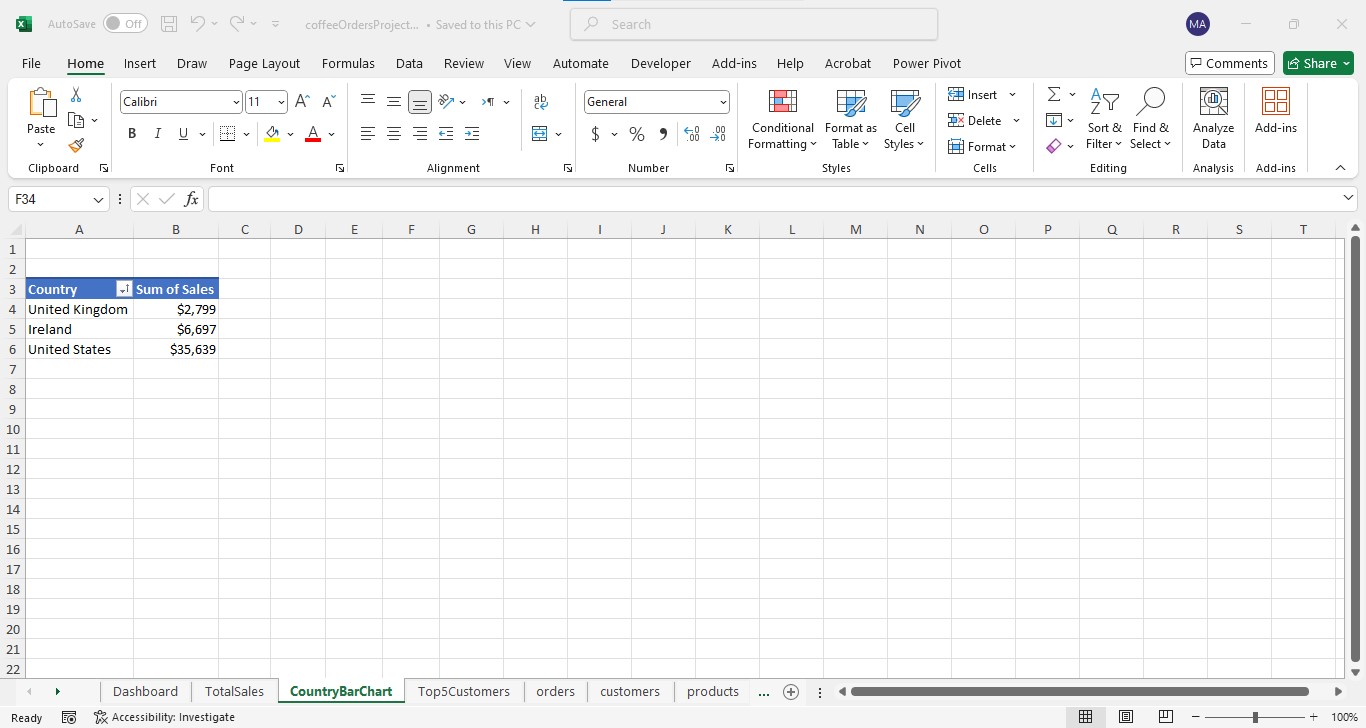 AutoSave Off coffeeOrdersProject... • Saved to this PC Search MA
File Home Insert Draw Page Layout Formulas Data Review View Automate Developer Add-ins Help Acrobat Power Pivot Comments Share
Paste
Clipboard
Calibri 11
B I U A
Font
ab
Alignment
General
$ % , .00 .00
Number
Conditional Formatting
Format as Table
Cell Styles
Styles
Insert
Delete
Format
Cells
Sort & Filter
Find & Select
Editing
Analyze Data
Analysis
Add-ins
Add-ins
F34 fx
A B C D E F G H I J K L M N O P Q R S T
1
2
3 Country Sum of Sales
4 United Kingdom $2,799
5 Ireland $6,697
6 United States $35,639
7
8
9
10
11
12
13
14
15
16
17
18
19
20
21
22
Dashboard TotalSales CountryBarChart Top5Customers orders customers products ...
Ready Accessibility: Investigate 100%